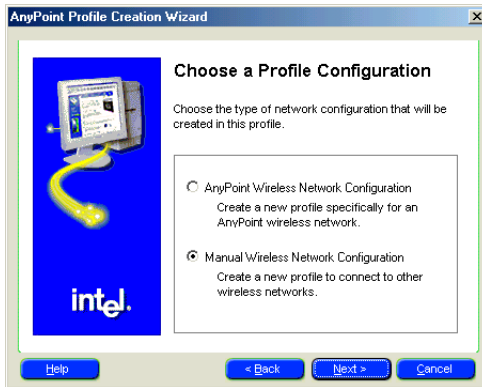 AnyPoint Profile Creation Wizard
Choose a Profile Configuration
Choose the type of network configuration that will be
created in this profile.
AnyPoint Wireless Network Configuration
Create a new profile specifically for an
AnyPoint wireless network.
Manual Wireless Network Configuration
Create a new profile to connect to other
wireless networks.
intel.
Help
< Back
Next >
Cancel